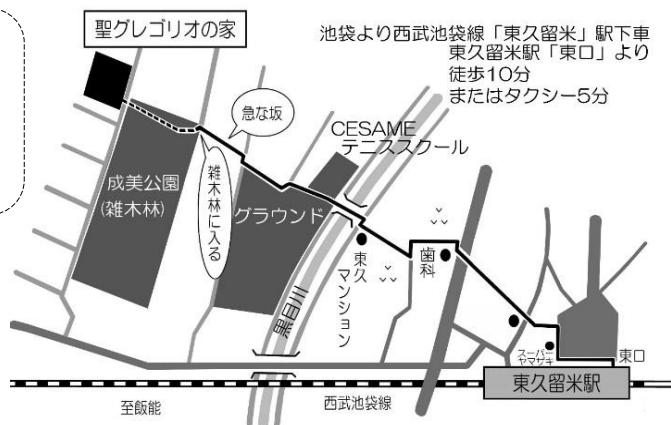 聖グレゴリオの家
池袋より西武池袋線「東久留米」駅下車
東久留米駅「東口」より
徒歩10分
またはタクシー5分
急な坂
CESAME
テニススクール
成美公園
(雑木林)
雑木林に入る
グラウンド
東久
マンション
歯科
黒目川
スーパー
ヤマザキ
東口
東久留米駅
至飯能
西武池袋線